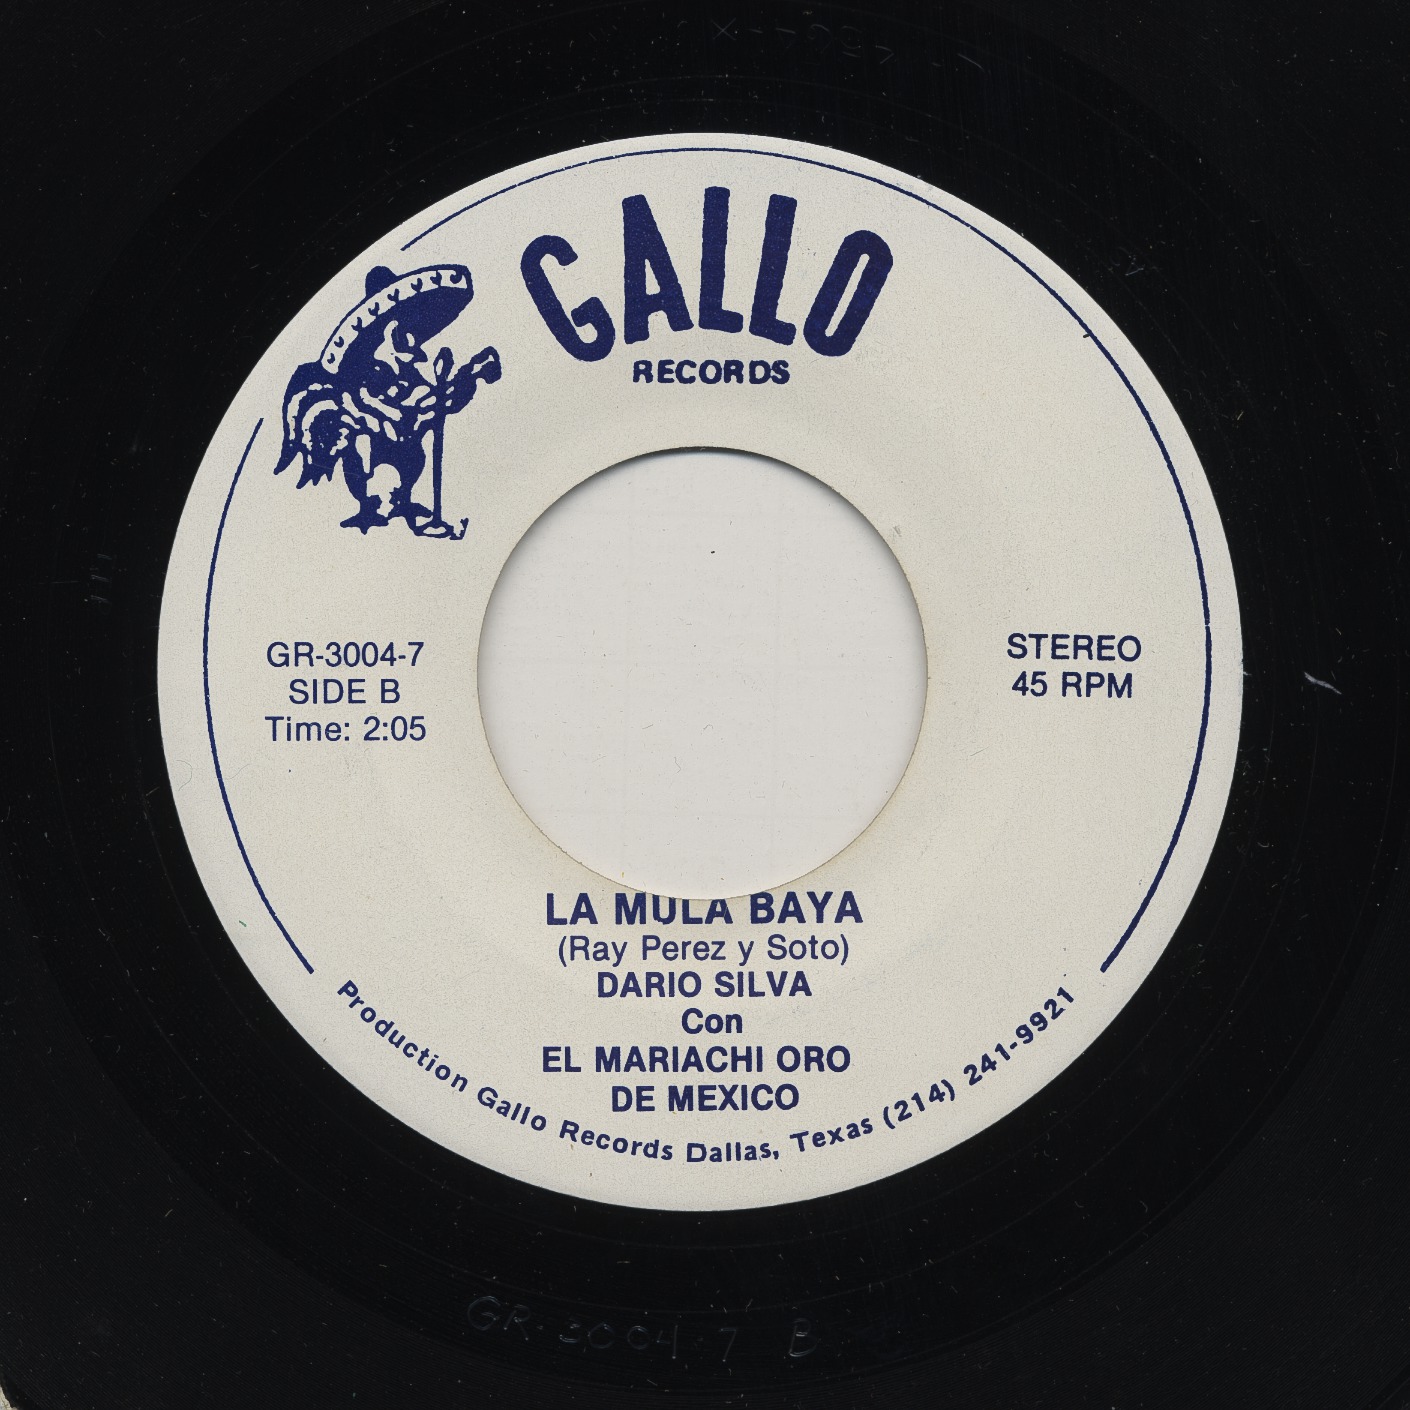 GALLO
RECORDS
GR-3004-7
SIDE B
Time: 2:05
STEREO
45 RPM
LA MULA BAYA
(Ray Perez y Soto)
DARIO SILVA
Con
EL MARIACHI ORO
DE MEXICO
Production Gallo Records Dallas, Texas (214) 241-9921
GR-3004-7 B